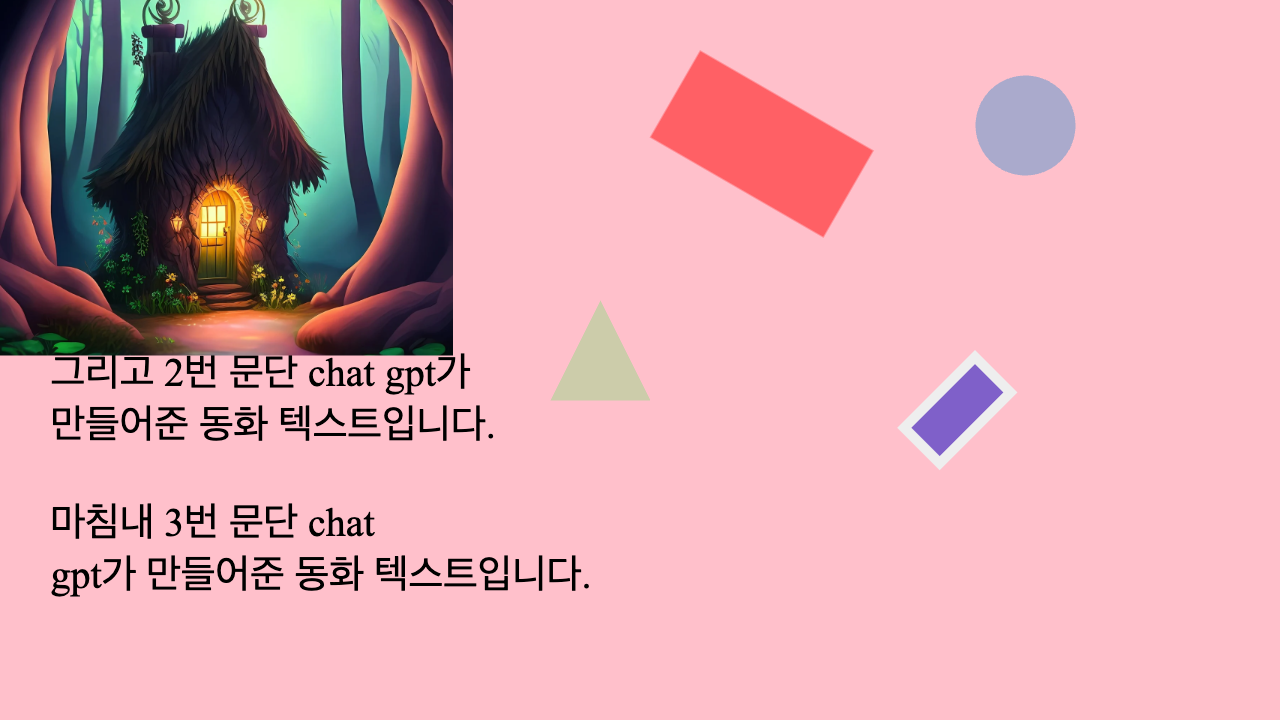 그리고 2번 문단 chat gpt가
만들어준 동화 텍스트입니다.
마침내 3번 문단 chat
gpt가 만들어준 동화 텍스트입니다.